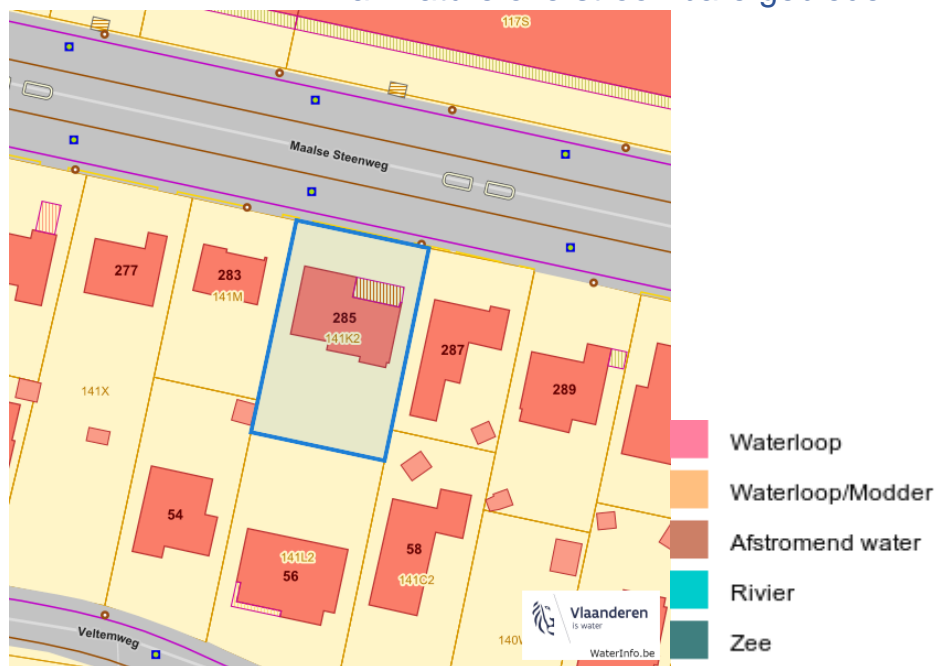 117S
Maalse Steenweg
277
283
141M
285
141K2
287
289
141X
54
58
141L2
56
141C2
Veltemweg
Vlaanderen
is water
WaterInfo.be
Waterloop
Waterloop/Modder
Afstromend water
Rivier
Zee